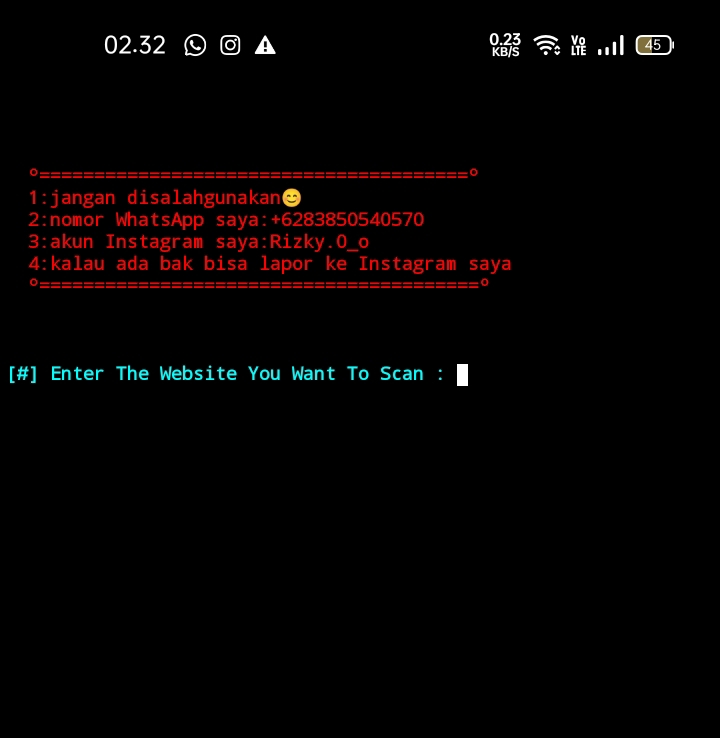 02.32 0.23 KB/S Vo LTE 45
°=======================================°
1:jangan disalahgunakan😊
2:nomor WhatsApp saya:+6283850540570
3:akun Instagram saya:Rizky.O_o
4:kalau ada bak bisa lapor ke Instagram saya
°========================================°
[#] Enter The Website You Want To Scan :